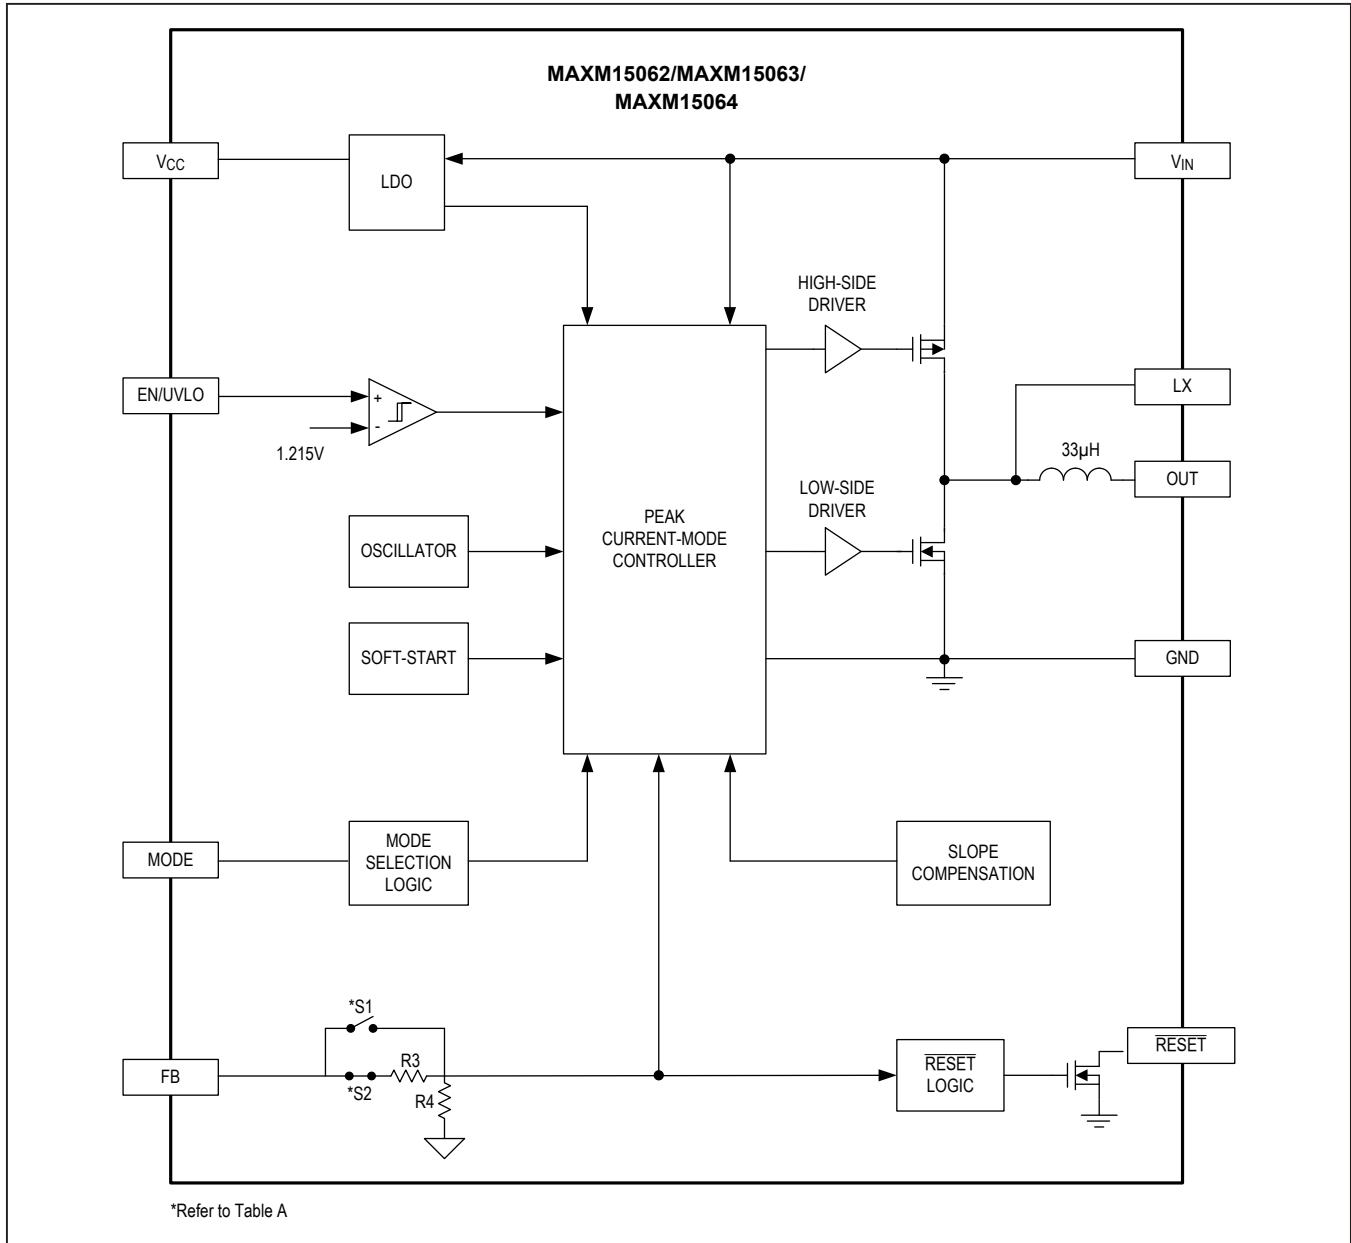 MAXM15062/MAXM15063/
MAXM15064
VCC
LDO
VIN
HIGH-SIDE
DRIVER
EN/UVLO
+
-
1.215V
LX
33µH
OUT
LOW-SIDE
DRIVER
PEAK
CURRENT-MODE
CONTROLLER
OSCILLATOR
SOFT-START
GND
MODE
MODE
SELECTION
LOGIC
SLOPE
COMPENSATION
*S1
FB
*S2
R3
R4
RESET
LOGIC
RESET
*Refer to Table A